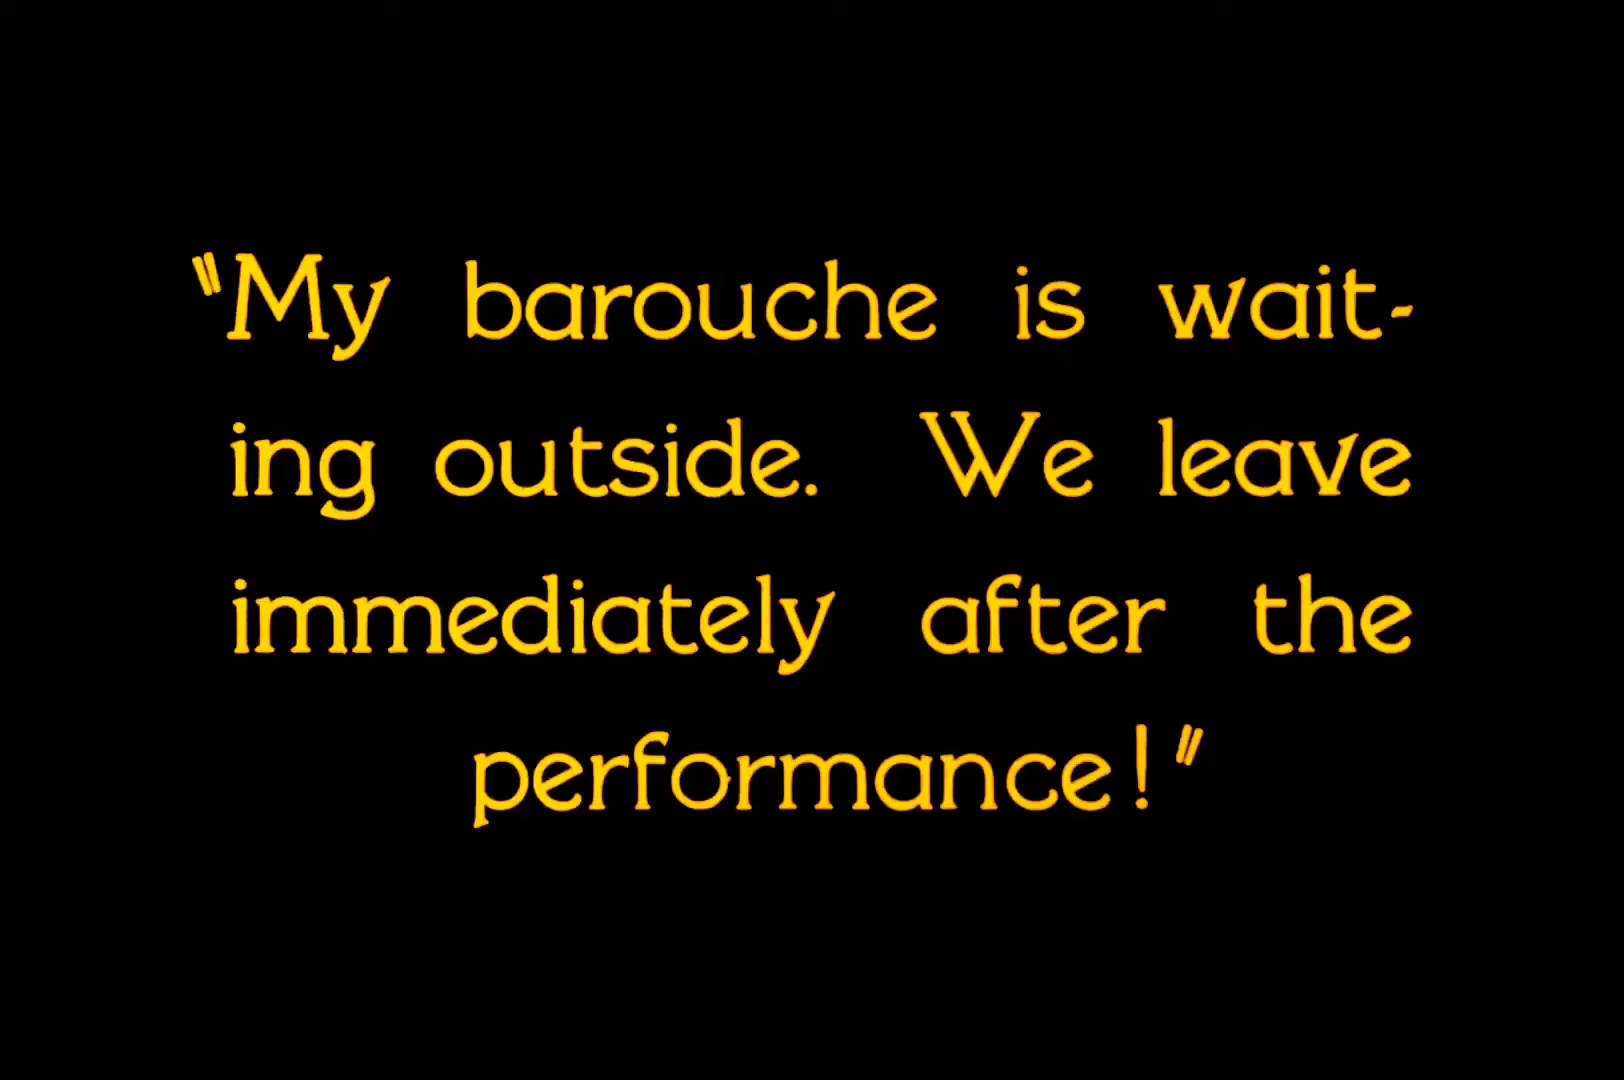 "My barouche is wait-
ing outside. We leave
immediately after the
performance!"